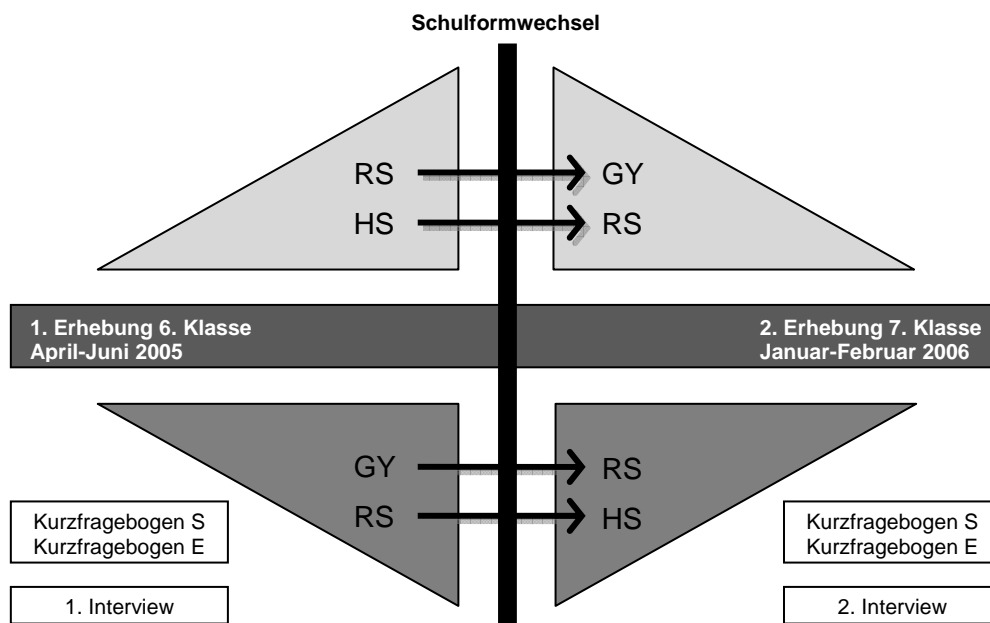 Schulformwechsel
RS GY
HS RS
1. Erhebung 6. Klasse
April-Juni 2005
2. Erhebung 7. Klasse
Januar-Februar 2006
GY RS
RS HS
Kurzfragebogen S
Kurzfragebogen E
Kurzfragebogen S
Kurzfragebogen E
1. Interview
2. Interview